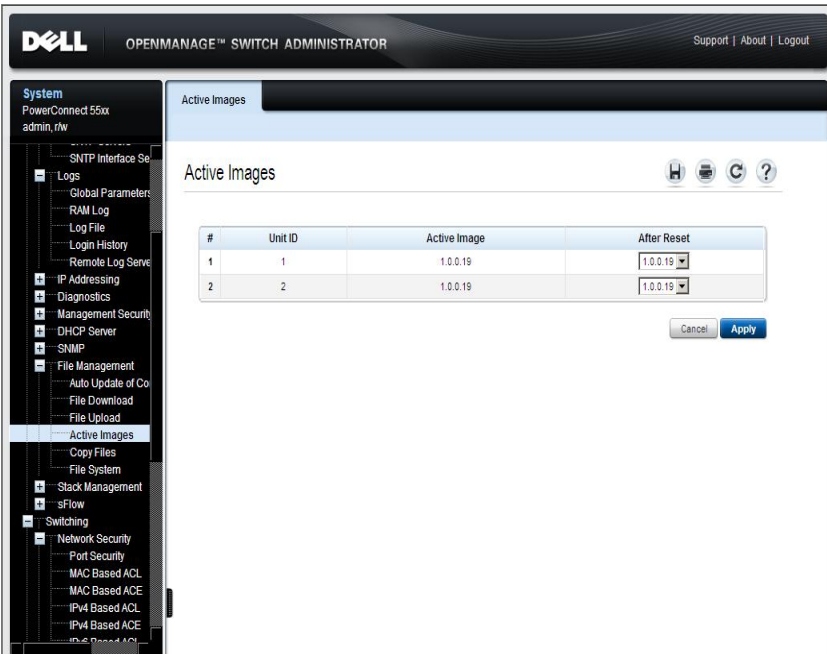 DELL OPENMANAGE™ SWITCH ADMINISTRATOR
Support | About | Logout
System
PowerConnect 55xx
admin, r/w
SNTP Interface Se
Logs
Global Parameters
RAM Log
Log File
Login History
Remote Log Serve
IP Addressing
Diagnostics
Management Securit
DHCP Server
SNMP
File Management
Auto Update of Co
File Download
File Upload
Active Images
Copy Files
File System
Stack Management
sFlow
Switching
Network Security
Port Security
MAC Based ACL
MAC Based ACE
IPv4 Based ACL
IPv4 Based ACE
IPv6 Based ACL
Active Images
Active Images
# Unit ID Active Image After Reset
1 1 1.0.0.19 1.0.0.19
2 2 1.0.0.19 1.0.0.19
Cancel Apply